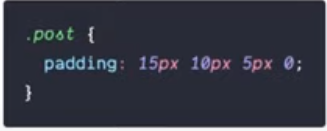 .post {
  padding: 15px 10px 5px 0;
}